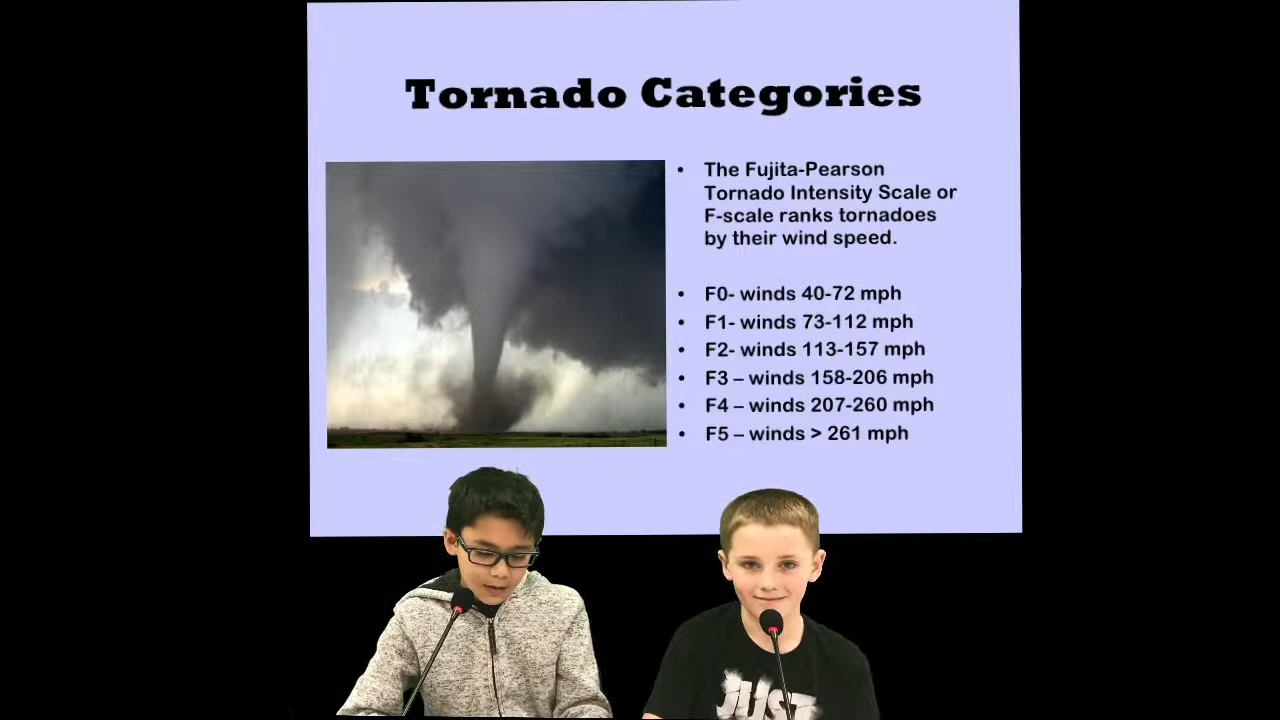 Tornado Categories
• The Fujita-Pearson
Tornado Intensity Scale or
F-scale ranks tornadoes
by their wind speed.
• F0- winds 40-72 mph
• F1- winds 73-112 mph
• F2- winds 113-157 mph
• F3 – winds 158-206 mph
• F4 – winds 207-260 mph
• F5 – winds > 261 mph
JUST